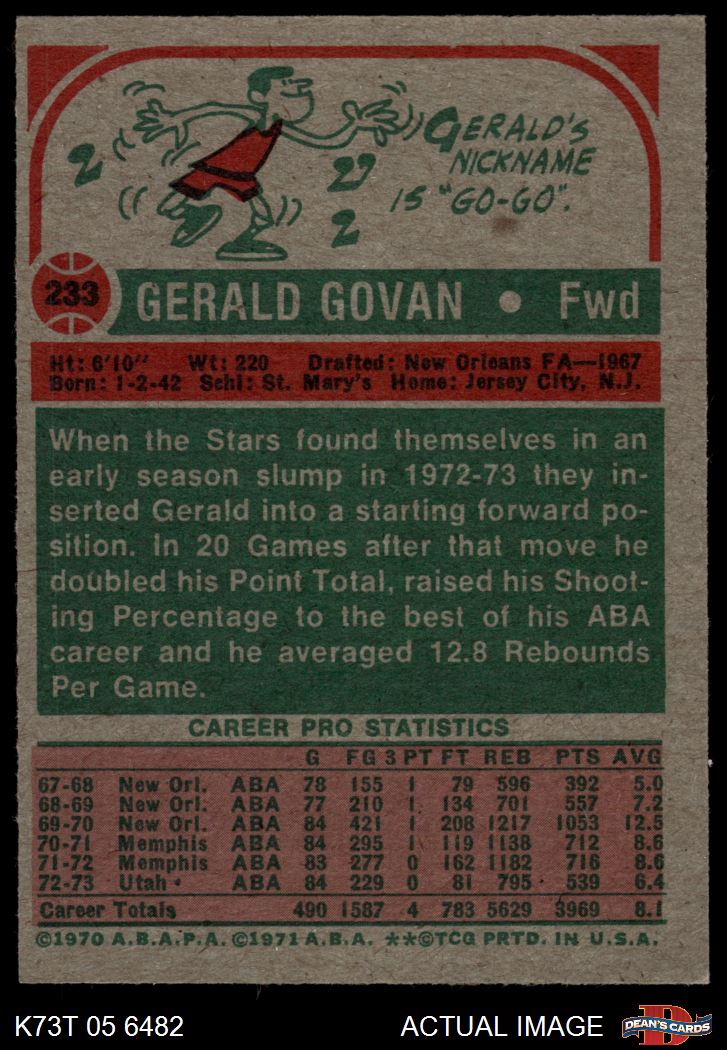 2 27 2
GERALD'S
NICKNAME
IS "GO-GO".
233 GERALD GOVAN • Fwd
Ht: 6'10" Wt: 220 Drafted: New Orleans FA—1967
Born: 1-2-42 Schl: St. Mary's Home: Jersey City, N.J.
When the Stars found themselves in an
early season slump in 1972-73 they in-
serted Gerald into a starting forward po-
sition. In 20 Games after that move he
doubled his Point Total, raised his Shoot-
ing Percentage to the best of his ABA
career and he averaged 12.8 Rebounds
Per Game.
CAREER PRO STATISTICS
G FG 3 PT FT REB PTS AVG
67-68 New Orl. ABA 78 155 1 79 596 392 5.0
68-69 New Orl. ABA 77 210 1 134 701 557 7.2
69-70 New Orl. ABA 84 421 1 208 1217 1053 12.5
70-71 Memphis ABA 84 295 1 119 1138 712 8.6
71-72 Memphis ABA 83 277 0 162 1182 716 8.6
72-73 Utah ABA 84 229 0 81 795 539 6.4
Career Totals 490 1587 4 783 5629 3969 8.1
©1970 A.B.A.P.A. ©1971 A.B.A. **©TCG PRTD. IN U.S.A.
K73T 05 6482 ACTUAL IMAGE D DEAN'S CARDS